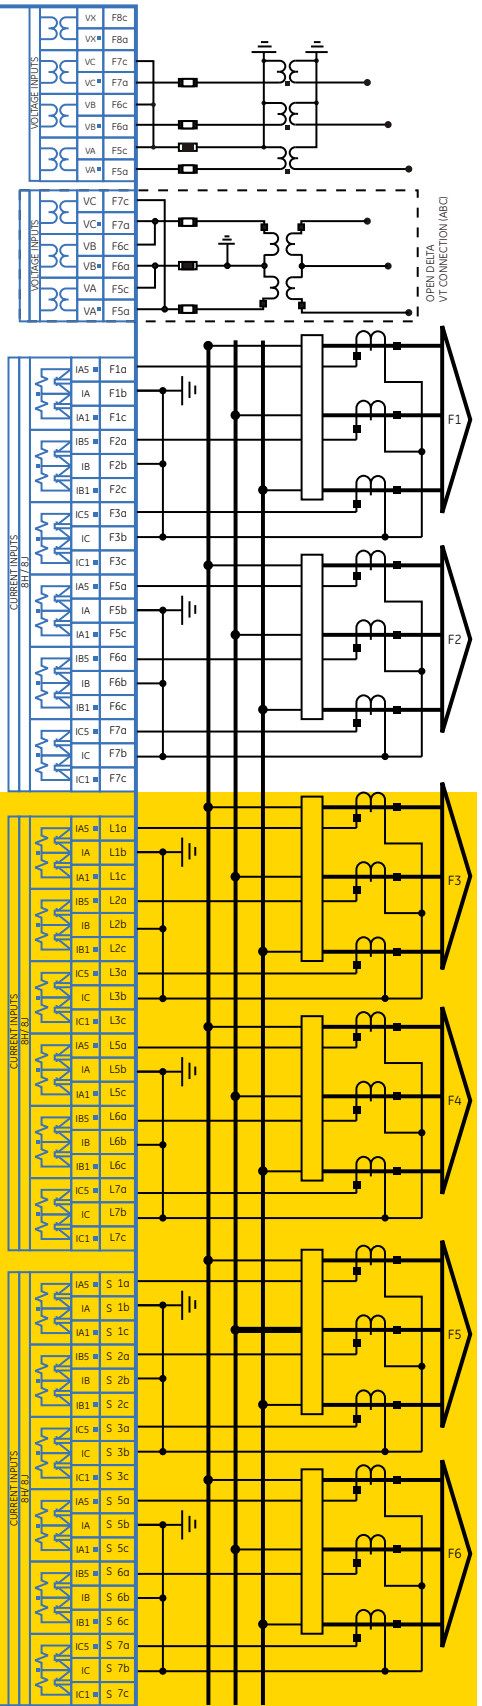 VOLTAGE INPUTS
VX F8c
VX F8a
VC F7c
VC F7a
VB F6c
VB F6a
VA F5c
VA F5a
VOLTAGE INPUTS
VC F7c
VC F7a
VB F6c
VB F6a
VA F5c
VA F5a
OPEN DELTA
VT CONNECTION (ABC)
CURRENT INPUTS
8H / 8J
IA5 F1a
IA F1b
IA1 F1c
IB5 F2a
IB F2b
IB1 F2c
IC5 F3a
IC F3b
IC1 F3c
F1
IA5 F5a
IA F5b
IA1 F5c
IB5 F6a
IB F6b
IB1 F6c
IC5 F7a
IC F7b
IC1 F7c
F2
CURRENT INPUTS
8H/ 8J
IA5 L1a
IA L1b
IA1 L1c
IB5 L2a
IB L2b
IB1 L2c
IC5 L3a
IC L3b
IC1 L3c
F3
IA5 L5a
IA L5b
IA1 L5c
IB5 L6a
IB L6b
IB1 L6c
IC5 L7a
IC L7b
IC1 L7c
F4
CURRENT INPUTS
8H/ 8J
IA5 S 1a
IA S 1b
IA1 S 1c
IB5 S 2a
IB S 2b
IB1 S 2c
IC5 S 3a
IC S 3b
IC1 S 3c
F5
IA5 S 5a
IA S 5b
IA1 S 5c
IB5 S 6a
IB S 6b
IB1 S 6c
IC5 S 7a
IC S 7b
IC1 S 7c
F6